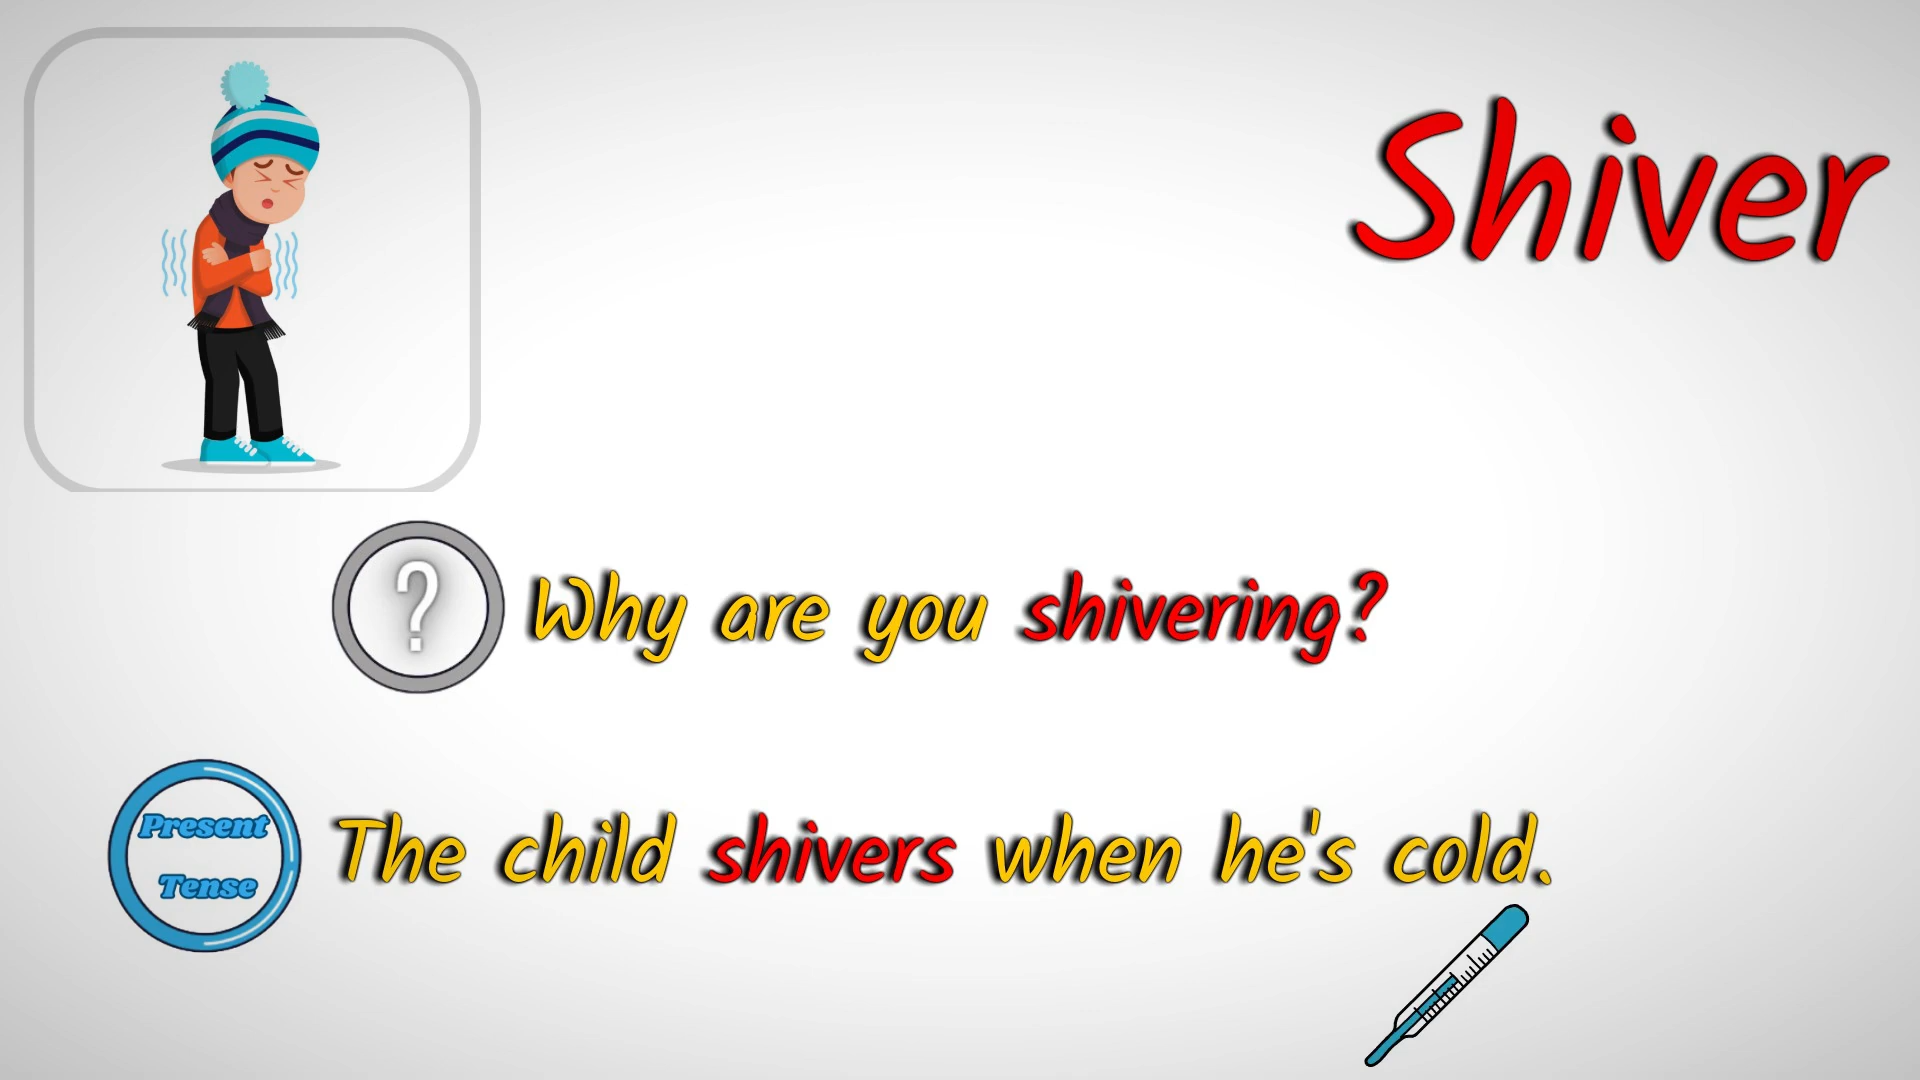 Shiver
?
Why are you shivering?
Present
Tense
The child shivers when he's cold.